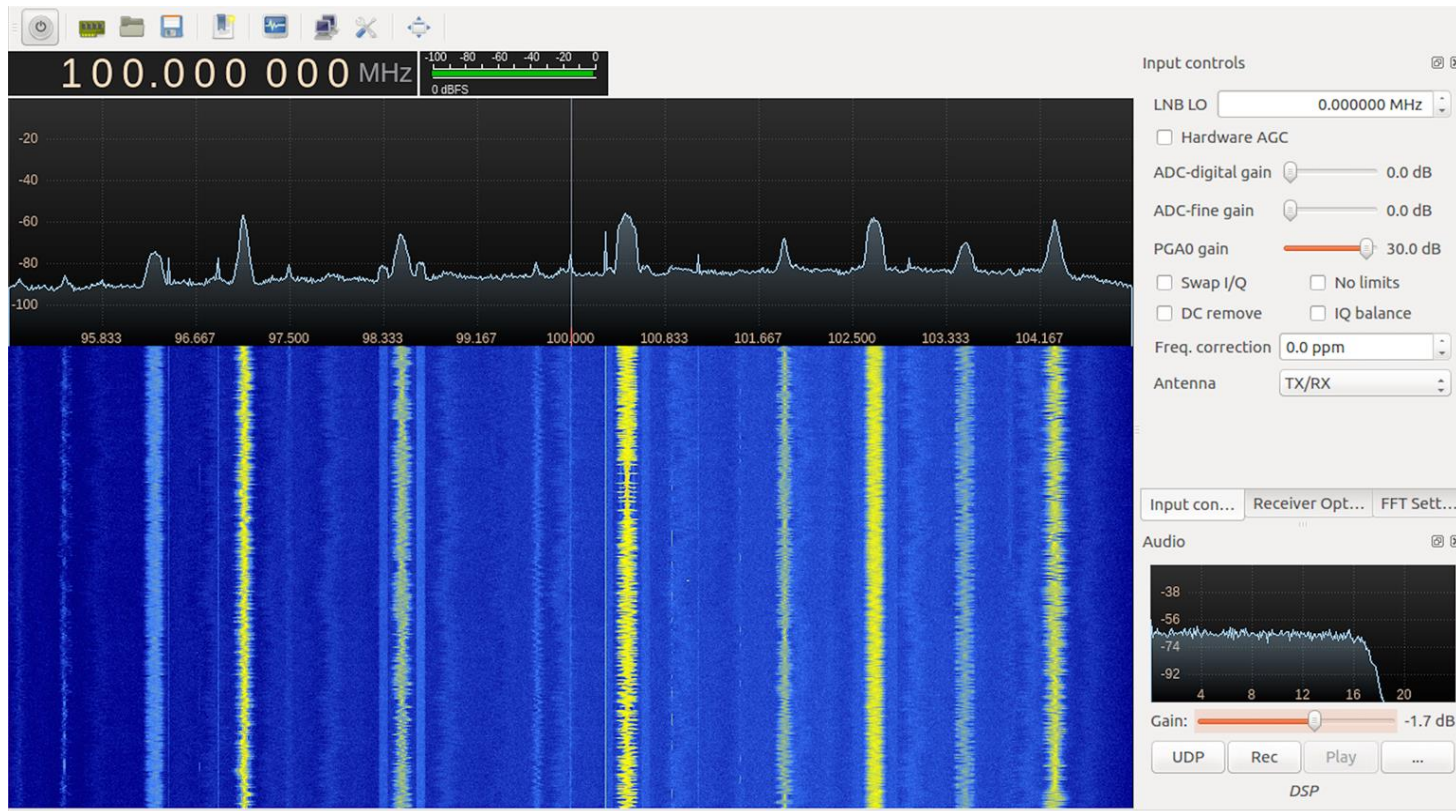 100.000 000 MHz
-100 -80 -60 -40 -20 0
0 dBFS
-20
-40
-60
-80
-100
95.833 96.667 97.500 98.333 99.167 100.000 100.833 101.667 102.500 103.333 104.167
Input controls
LNB LO 0.000000 MHz
Hardware AGC
ADC-digital gain 0.0 dB
ADC-fine gain 0.0 dB
PGA0 gain 30.0 dB
Swap I/Q No limits
DC remove IQ balance
Freq. correction 0.0 ppm
Antenna TX/RX
Input con... Receiver Opt... FFT Sett...
Audio
-38
-56
-74
-92
4 8 12 16 20
Gain: -1.7 dB
UDP Rec Play ...
DSP